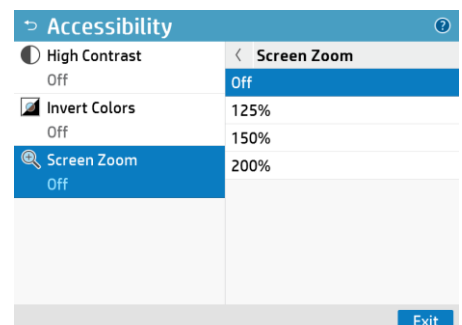 Accessibility
High Contrast
Off
Invert Colors
Off
Screen Zoom
Off
Screen Zoom
Off
125%
150%
200%
Exit